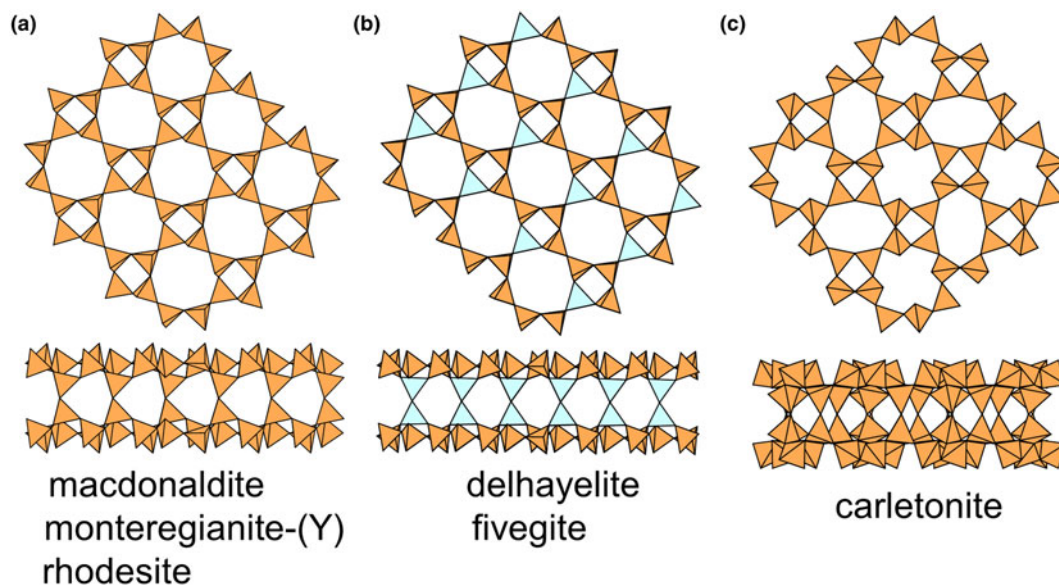 (a)
(b)
(c)
macdonaldite
monteregianite-(Y)
rhodesite
delhayelite
fivegite
carletonite